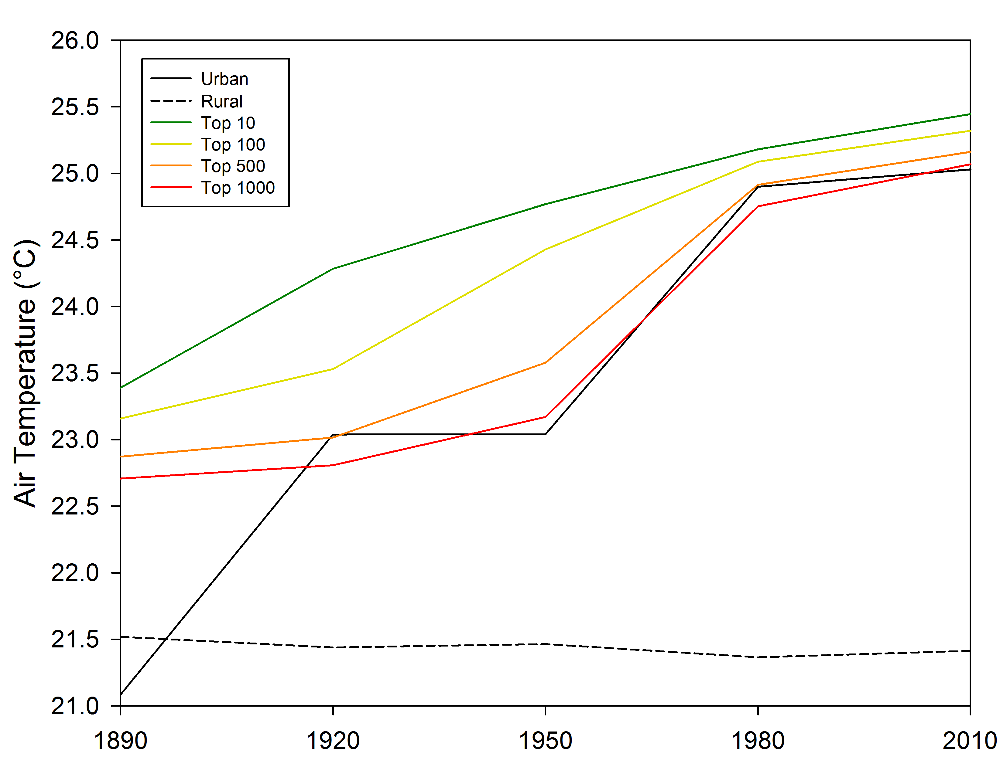 26.0
25.5
25.0
24.5
24.0
23.5
23.0
22.5
22.0
21.5
21.0
Air Temperature (°C)
Urban
Rural
Top 10
Top 100
Top 500
Top 1000
1890 1920 1950 1980 2010